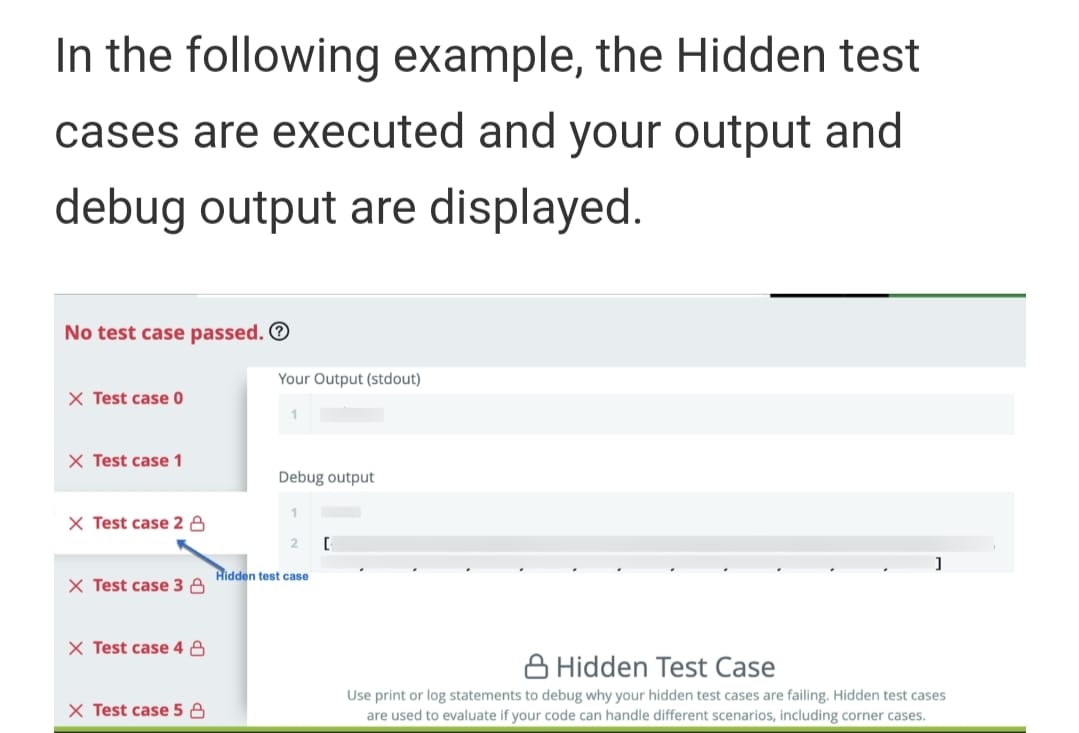 In the following example, the Hidden test
cases are executed and your output and
debug output are displayed.
No test case passed. ?
Test case 0
Test case 1
Test case 2
Test case 3
Test case 4
Test case 5
Hidden test case
Your Output (stdout)
1
Debug output
1
2 [
]
Hidden Test Case
Use print or log statements to debug why your hidden test cases are failing. Hidden test cases
are used to evaluate if your code can handle different scenarios, including corner cases.